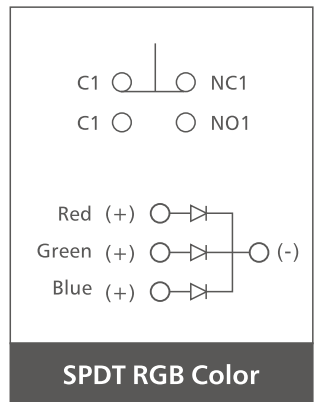 C1 NC1
C1 NO1
Red (+)
Green (+) (-)
Blue (+)
SPDT RGB Color